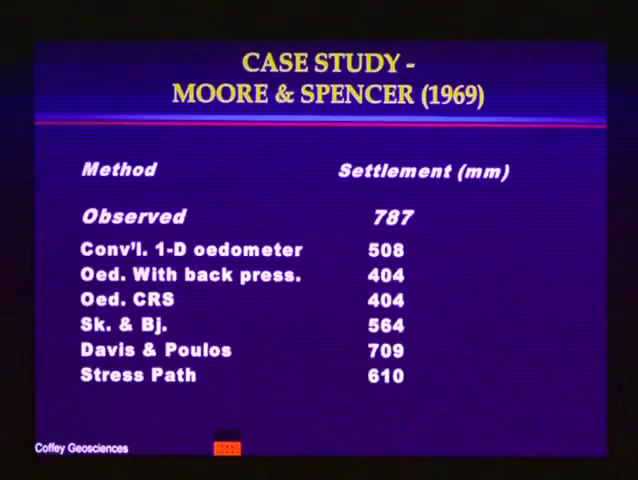 CASE STUDY -
MOORE & SPENCER (1969)
Method Settlement (mm)
Observed 787
Conv'l. 1-D oedometer 508
Oed. With back press. 404
Oed. CRS 404
Sk. & Bj. 564
Davis & Poulos 709
Stress Path 610
Coffey Geosciences